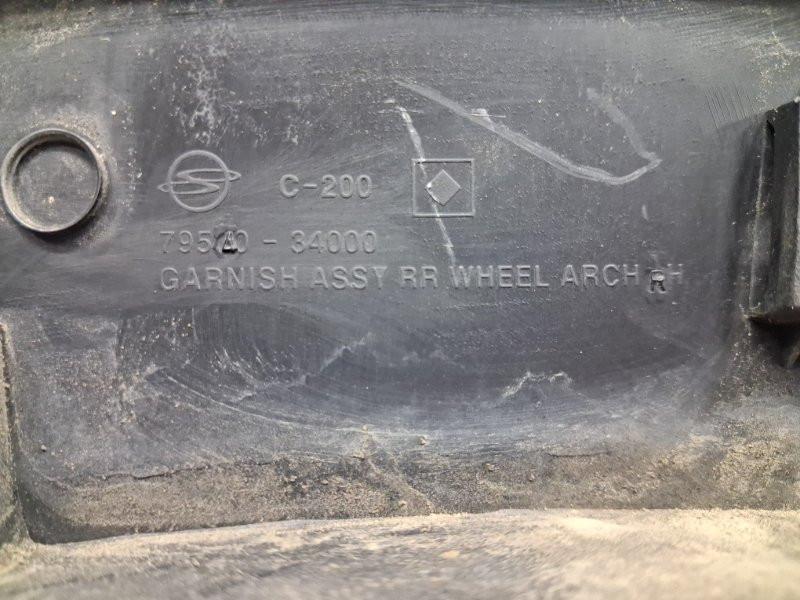 C-200
34000
GARNISH ASSY RR WHEEL ARCH RH